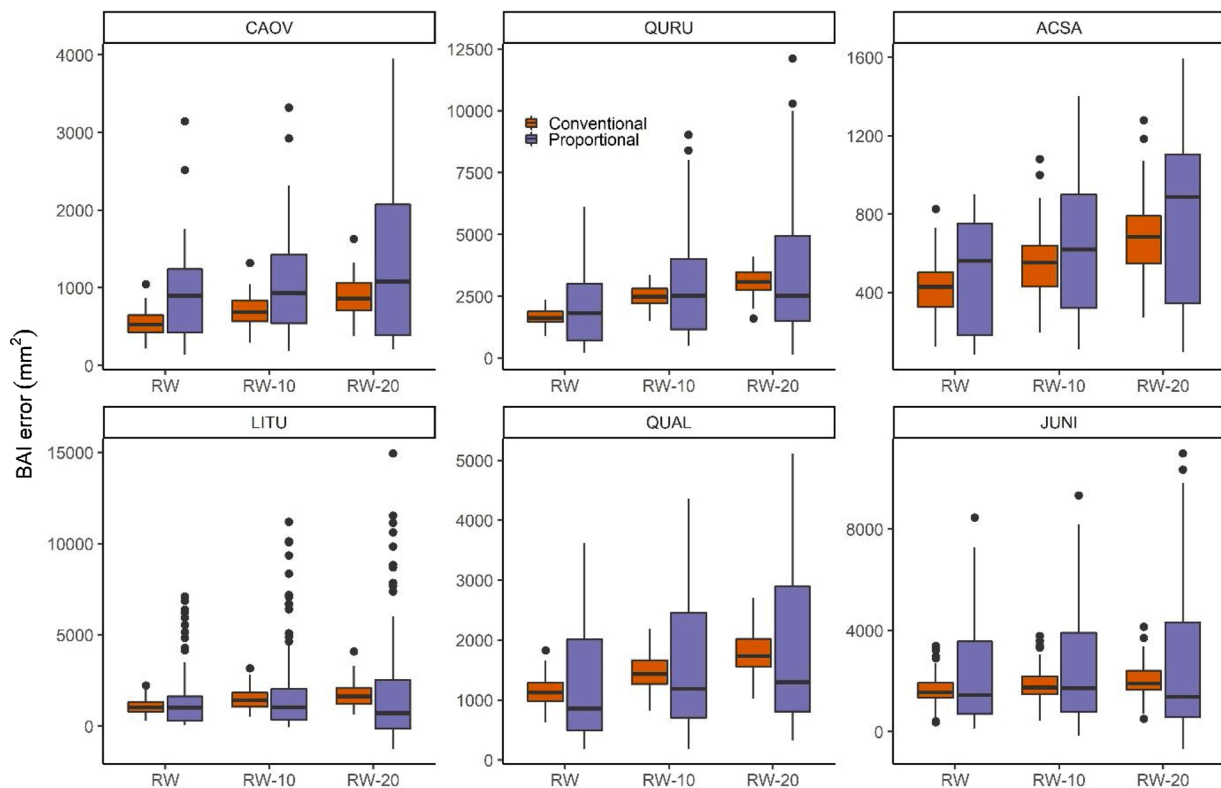 CAOV
QURU
ACSA
4000
3000
2000
1000
0
12500
10000
7500
5000
2500
0
1600
1200
800
400
Conventional
Proportional
RW RW-10 RW-20
RW RW-10 RW-20
RW RW-10 RW-20
BAI error (mm²)
LITU
QUAL
JUNI
15000
10000
5000
0
5000
4000
3000
2000
1000
0
8000
4000
0
RW RW-10 RW-20
RW RW-10 RW-20
RW RW-10 RW-20